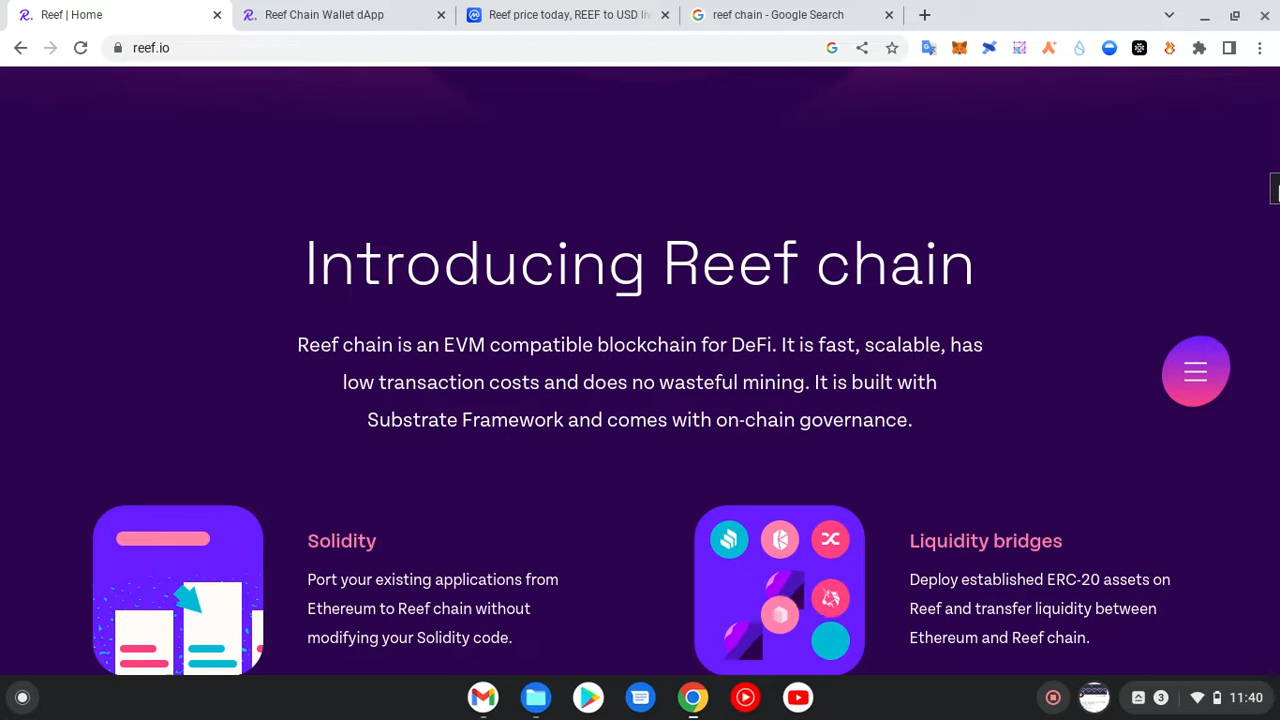 Reef | Home
Reef Chain Wallet dApp
Reef price today, REEF to USD liv
reef chain - Google Search
reef.io
Introducing Reef chain
Reef chain is an EVM compatible blockchain for DeFi. It is fast, scalable, has
low transaction costs and does no wasteful mining. It is built with
Substrate Framework and comes with on-chain governance.
Solidity
Port your existing applications from
Ethereum to Reef chain without
modifying your Solidity code.
Liquidity bridges
Deploy established ERC-20 assets on
Reef and transfer liquidity between
Ethereum and Reef chain.
3
11:40